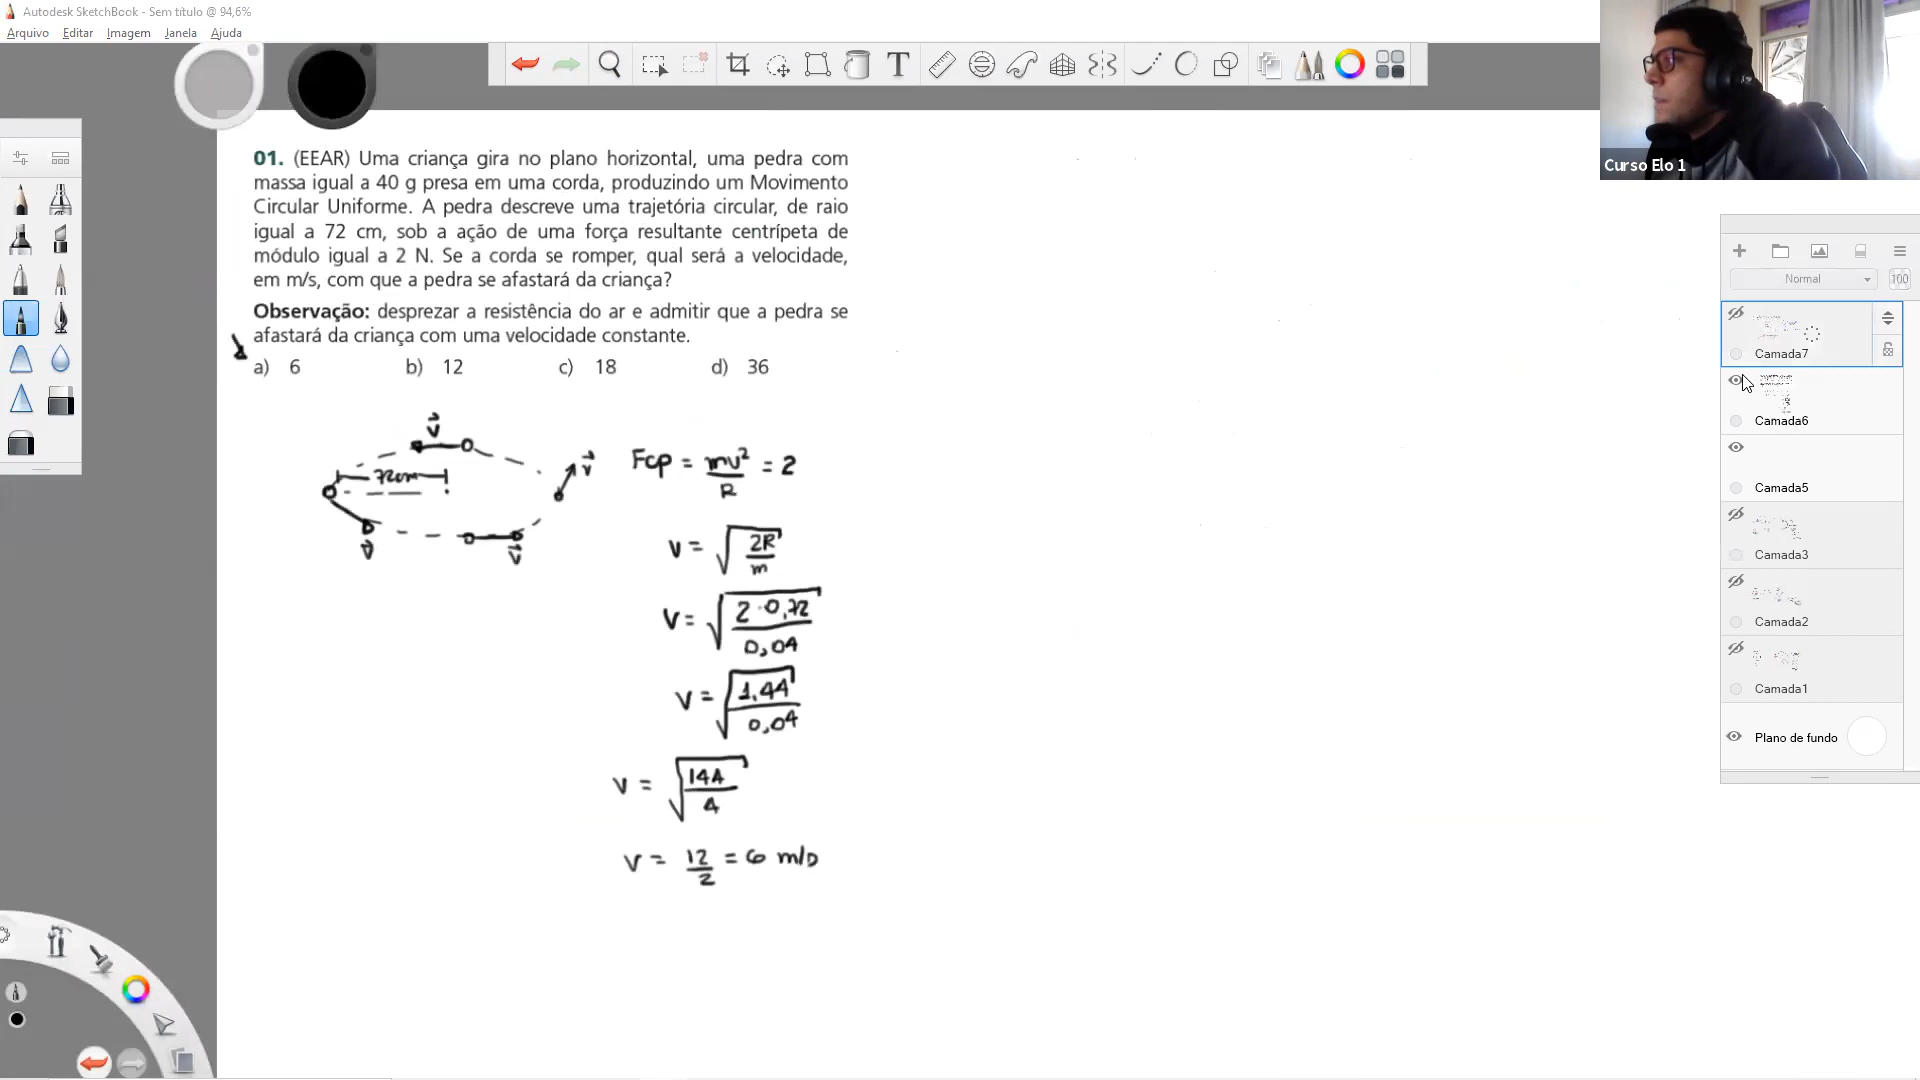 Autodesk SketchBook - Sem título @ 94,6%
Arquivo Editar Imagem Janela Ajuda
Curso Elo 1
01. (EEAR) Uma criança gira no plano horizontal, uma pedra com
massa igual a 40 g presa em uma corda, produzindo um Movimento
Circular Uniforme. A pedra descreve uma trajetória circular, de raio
igual a 72 cm, sob a ação de uma força resultante centrípeta de
módulo igual a 2 N. Se a corda se romper, qual será a velocidade,
em m/s, com que a pedra se afastará da criança?
Observação: desprezar a resistência do ar e admitir que a pedra se
afastará da criança com uma velocidade constante.
a) 6 b) 12 c) 18 d) 36
V
72cm
V
V
V
Fcp = mv²/R = 2
V = √(2R/m)
V = √(2·0,72/0,04)
V = √(1,44/0,04)
V = √(144/4)
V = 12/2 = 6 m/s
Normal 100
Camada7
Camada6
Camada5
Camada3
Camada2
Camada1
Plano de fundo